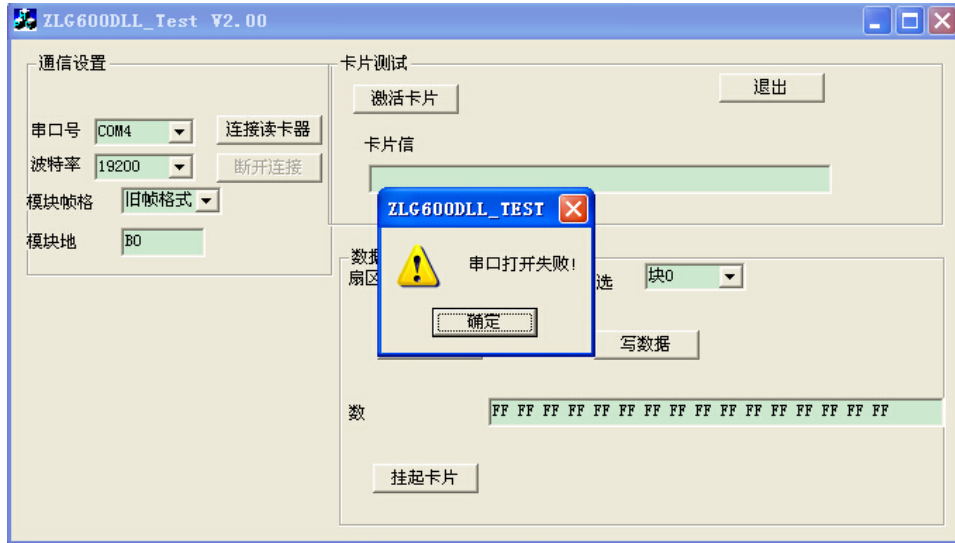 ZLG600DLL_Test V2.00
通信设置
串口号 COM4 连接读卡器
波特率 19200 断开连接
模块帧格 旧帧格式
模块地 B0
卡片测试
激活卡片 退出
卡片信
ZLG600DLL_TEST
串口打开失败!
确定
数据
扇区 选 块0
写数据
数 FF FF FF FF FF FF FF FF FF FF FF FF FF FF FF FF
挂起卡片